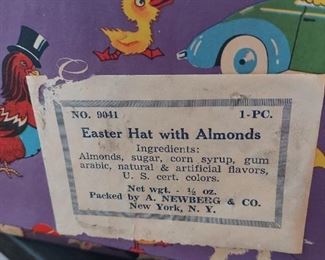 NO. 9041 1-PC.
Easter Hat with Almonds
Ingredients:
Almonds, sugar, corn syrup, gum
arabic, natural & artificial flavors,
U. S. cert. colors.
Net wgt. - ½ oz.
Packed by A. NEWBERG & CO.
New York, N. Y.